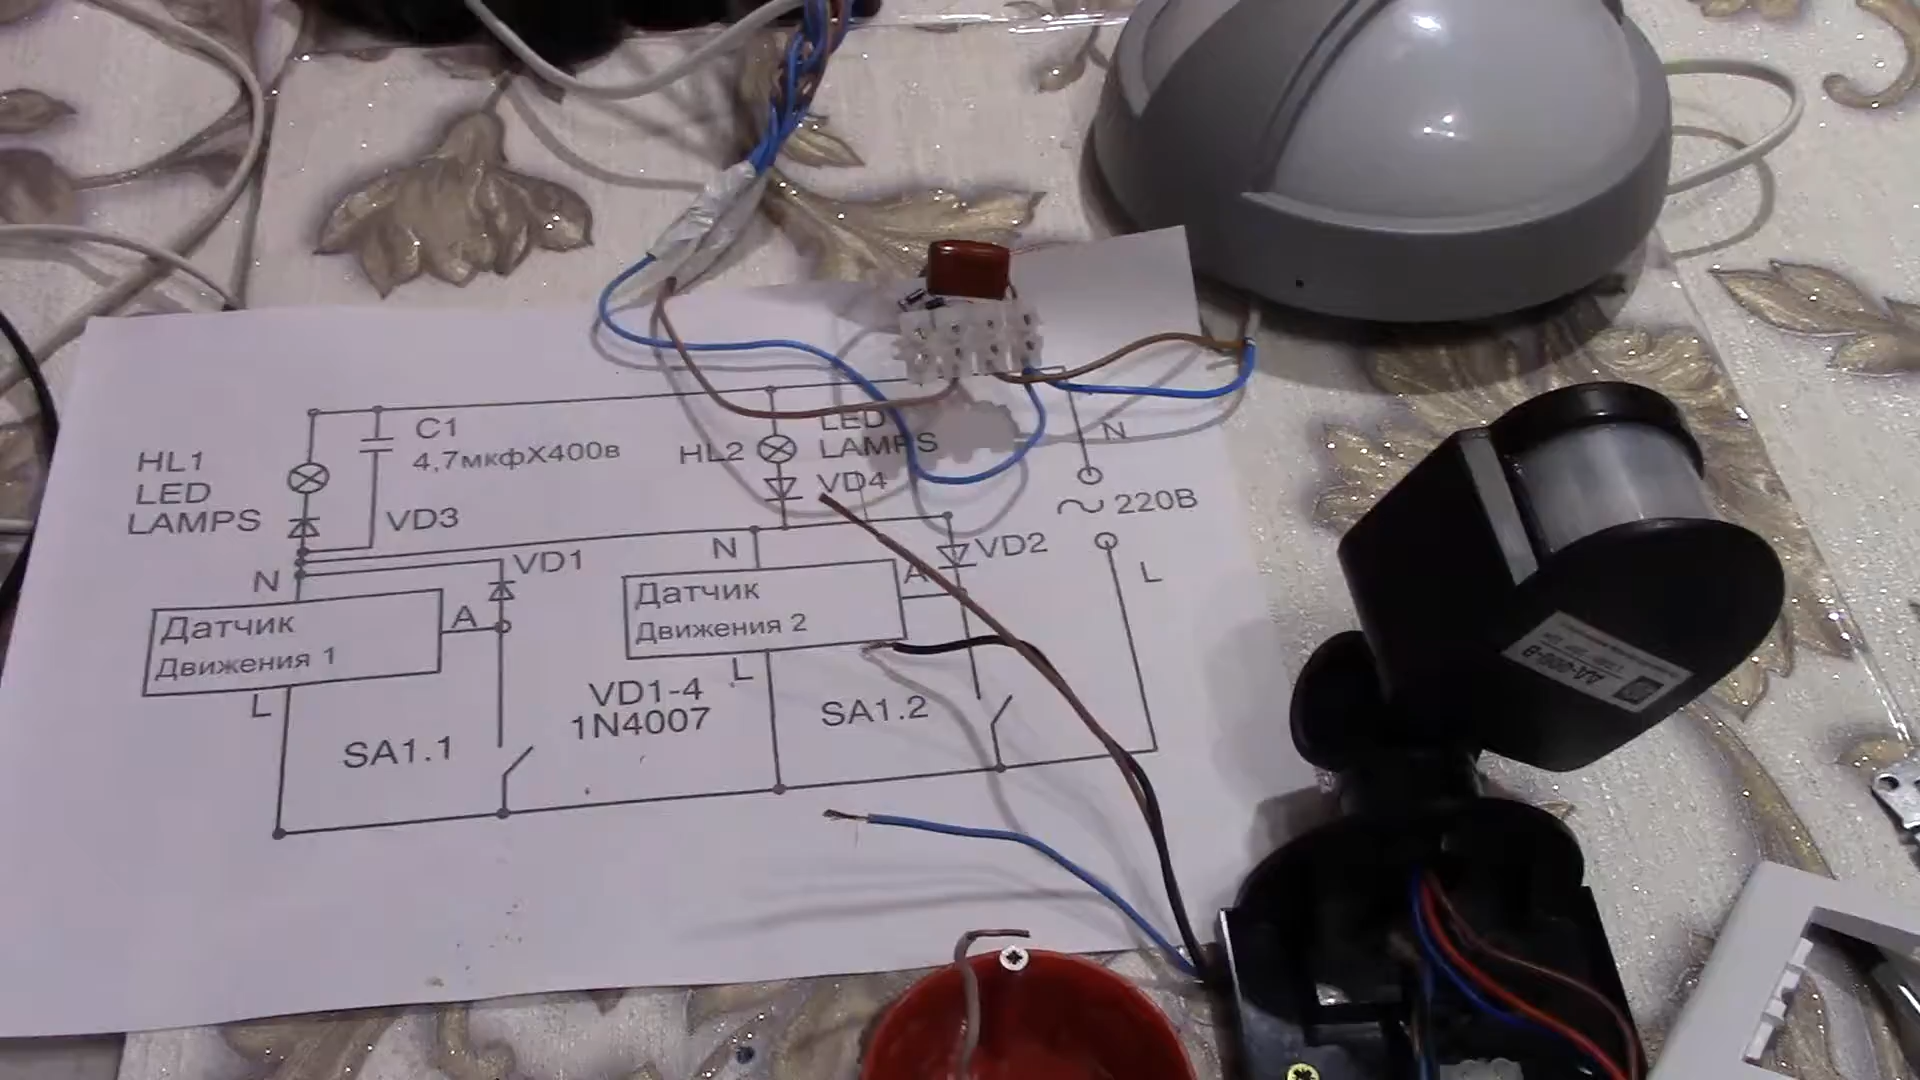 HL1
LED
LAMPS
C1
4,7мкфX400в
VD3
HL2
LED
LAMPS
VD4
N
220В
L
N
VD1
Датчик
Движения 1
A
L
SA1.1
N
VD2
Датчик
Движения 2
A
L
VD1-4
1N4007
SA1.2